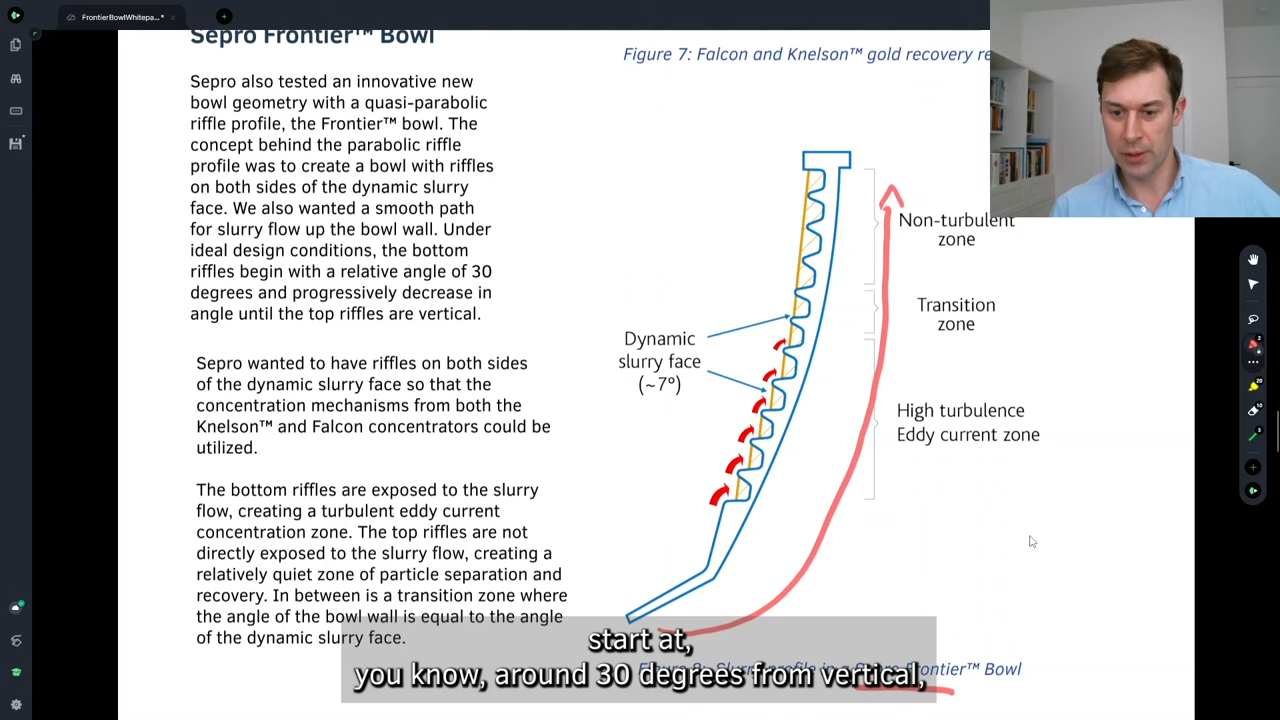 FrontierBowlWhitepa...*
Sepro Frontier™ Bowl
Sepro also tested an innovative new
bowl geometry with a quasi-parabolic
riffle profile, the Frontier™ bowl. The
concept behind the parabolic riffle
profile was to create a bowl with riffles
on both sides of the dynamic slurry
face. We also wanted a smooth path
for slurry flow up the bowl wall. Under
ideal design conditions, the bottom
riffles begin with a relative angle of 30
degrees and progressively decrease in
angle until the top riffles are vertical.
Sepro wanted to have riffles on both sides
of the dynamic slurry face so that the
concentration mechanisms from both the
Knelson™ and Falcon concentrators could be
utilized.
The bottom riffles are exposed to the slurry
flow, creating a turbulent eddy current
concentration zone. The top riffles are not
directly exposed to the slurry flow, creating a
relatively quiet zone of particle separation and
recovery. In between is a transition zone where
the angle of the bowl wall is equal to the angle
of the dynamic slurry face.
Figure 7: Falcon and Knelson™ gold recovery re
Non-turbulent
zone
Transition
zone
Dynamic
slurry face
(~7°)
High turbulence
Eddy current zone
Figure 8: Slurry profile in a Sepro Frontier™ Bowl
start at,
you know, around 30 degrees from vertical,